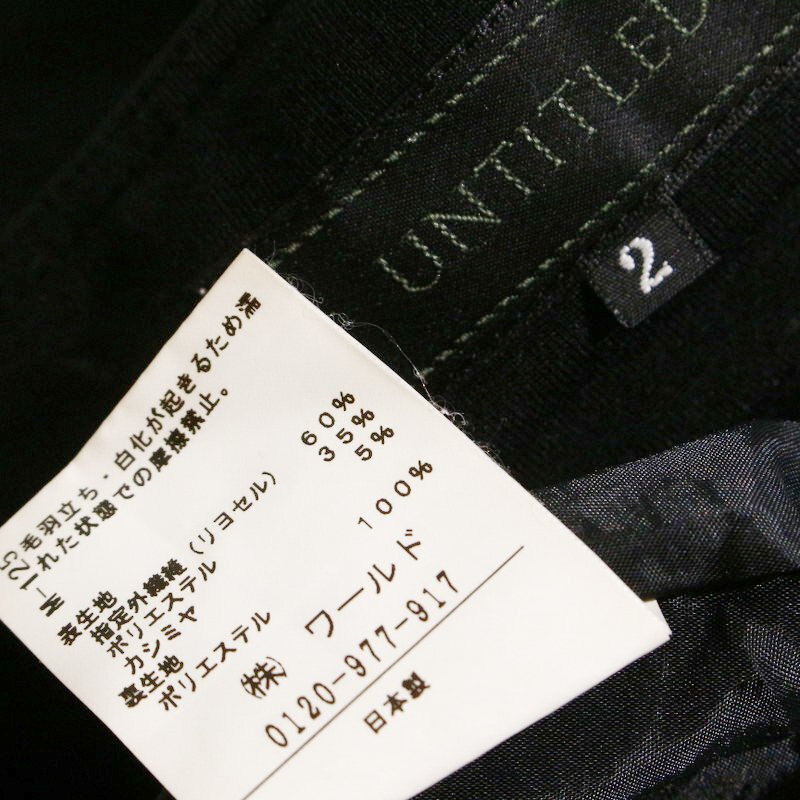 UNTITLED
2
M-125 毛羽立ち・白化が起きるため濡
れた状態での摩擦禁止。
表生地
指定外繊維(リヨセル) 60%
ポリエステル 35%
カシミヤ 5%
裏生地
ポリエステル 100%
(株) ワールド
0120-977-917
日本製